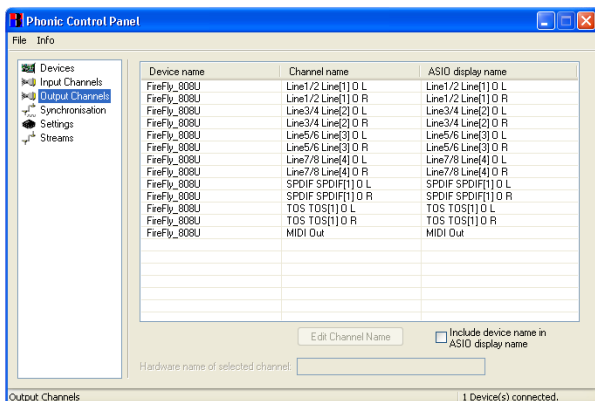 Phonic Control Panel
File Info
Devices
Input Channels
Output Channels
Synchronisation
Settings
Streams
Device name Channel name ASIO display name
FireFly_808U Line1/2 Line[1] O L Line1/2 Line[1] O L
FireFly_808U Line1/2 Line[1] O R Line1/2 Line[1] O R
FireFly_808U Line3/4 Line[2] O L Line3/4 Line[2] O L
FireFly_808U Line3/4 Line[2] O R Line3/4 Line[2] O R
FireFly_808U Line5/6 Line[3] O L Line5/6 Line[3] O L
FireFly_808U Line5/6 Line[3] O R Line5/6 Line[3] O R
FireFly_808U Line7/8 Line[4] O L Line7/8 Line[4] O L
FireFly_808U Line7/8 Line[4] O R Line7/8 Line[4] O R
FireFly_808U SPDIF SPDIF[1] O L SPDIF SPDIF[1] O L
FireFly_808U SPDIF SPDIF[1] O R SPDIF SPDIF[1] O R
FireFly_808U TOS TOS[1] O L TOS TOS[1] O L
FireFly_808U TOS TOS[1] O R TOS TOS[1] O R
FireFly_808U MIDI Out MIDI Out
Edit Channel Name
Include device name in
ASIO display name
Hardware name of selected channel:
Output Channels 1 Device(s) connected.